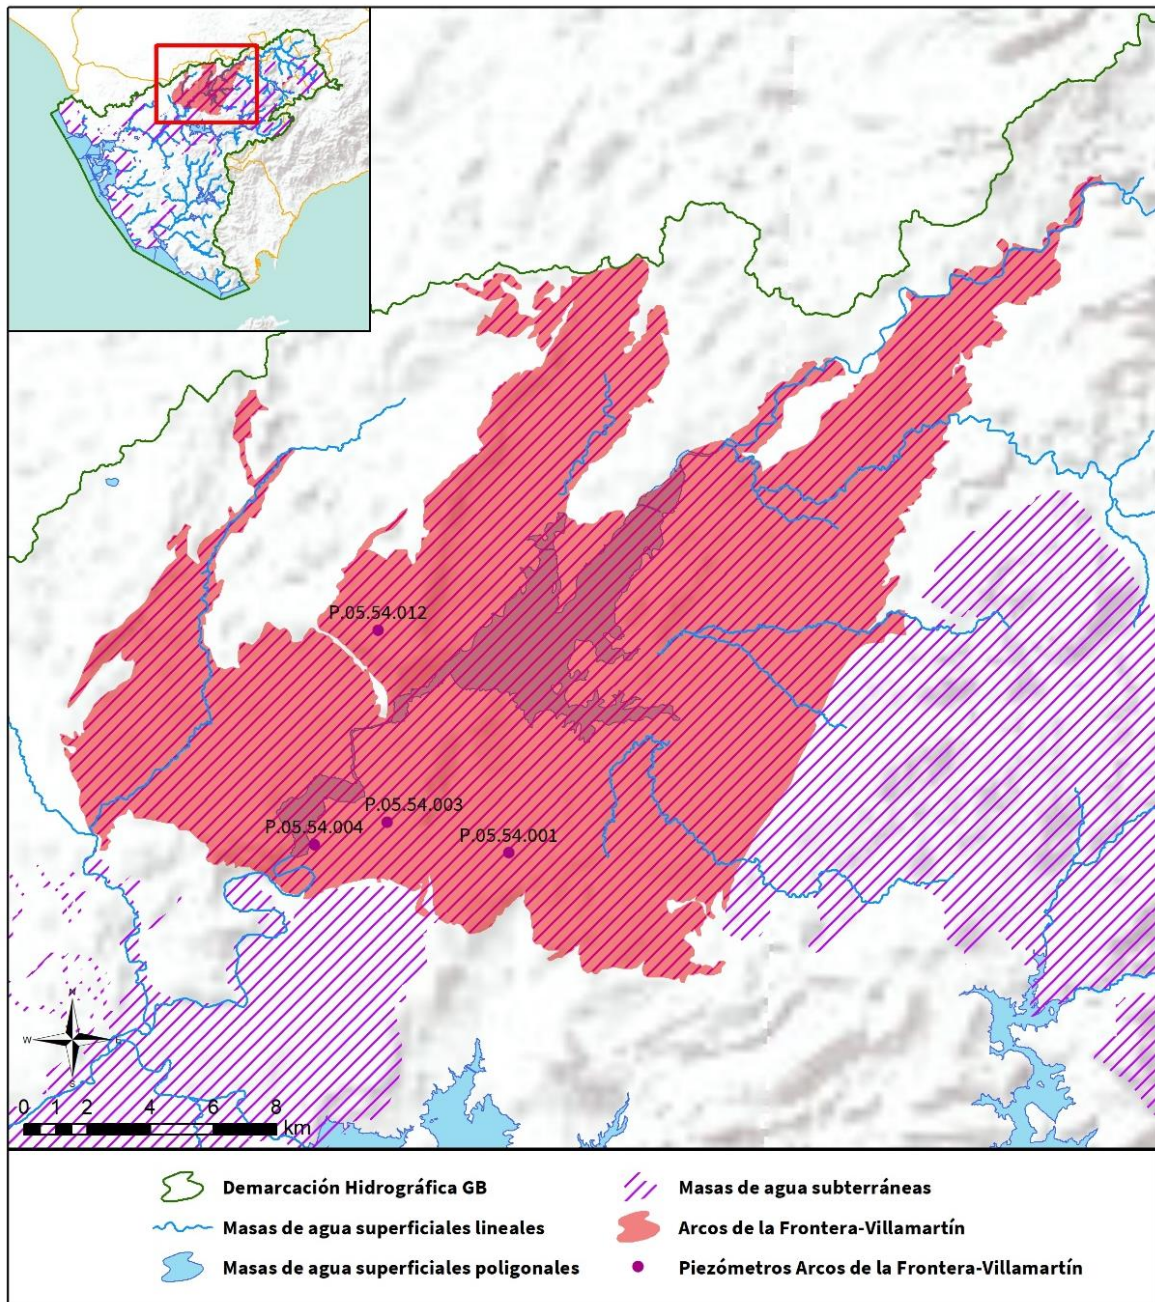 P.05.54.012
P.05.54.003
P.05.54.004
P.05.54.001
N
W
E
S
0 1 2 4 6 8
km
Demarcación Hidrográfica GB
Masas de agua superficiales lineales
Masas de agua superficiales poligonales
Masas de agua subterráneas
Arcos de la Frontera-Villamartín
Piezómetros Arcos de la Frontera-Villamartín